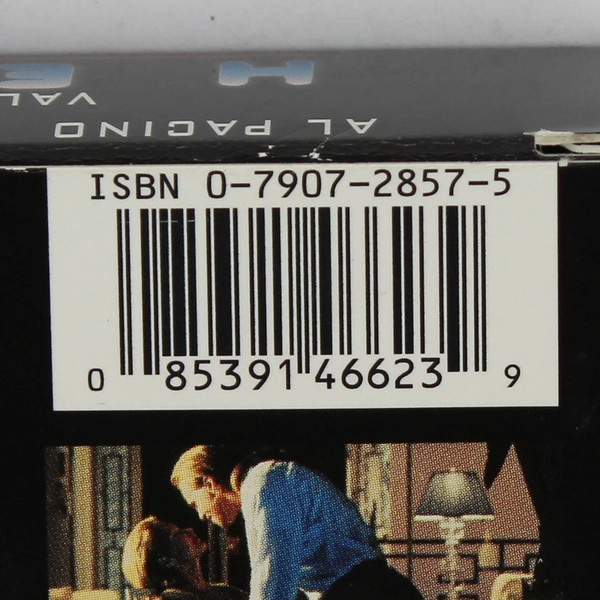 H E
VAL
AL PACINO
ISBN 0-7907-2857-5
0 85391 46623 9